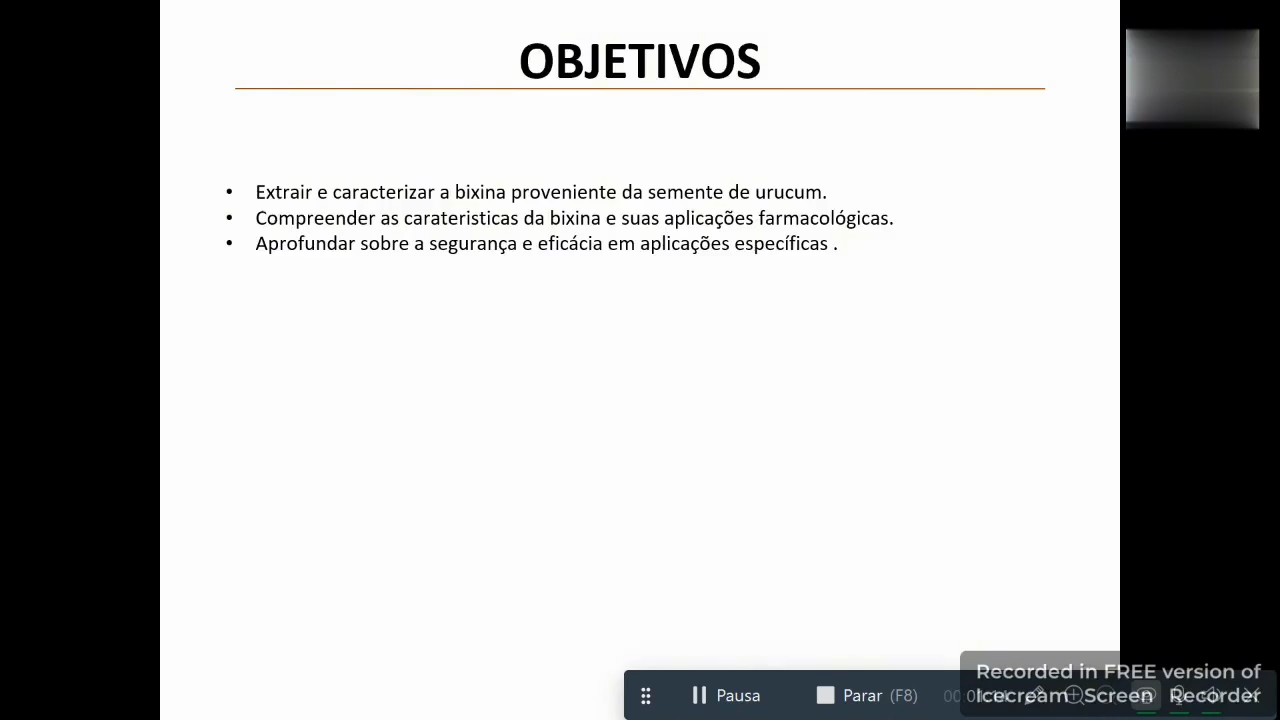 OBJETIVOS
• Extrair e caracterizar a bixina proveniente da semente de urucum.
• Compreender as carateristicas da bixina e suas aplicações farmacológicas.
• Aprofundar sobre a segurança e eficácia em aplicações específicas .
Pausa
Parar (F8)
Recorded in FREE version of
Icecream Screen Recorder